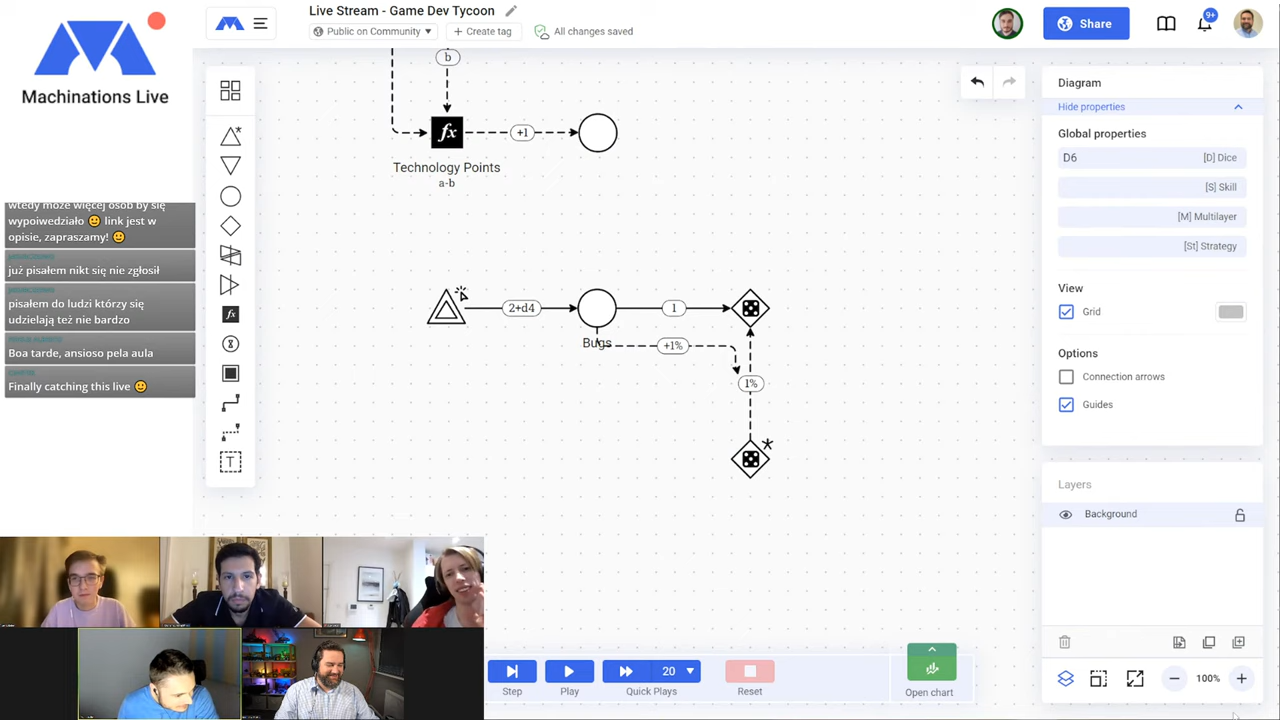 Machinations Live
wtedy może więcej osób by się
wypoiwedziało 🙂 link jest w
opisie, zapraszamy! 🙂
już pisałem nikt się nie zgłosił
pisałem do ludzi którzy się
udzielają też nie bardzo
Boa tarde, ansioso pela aula
Finally catching this live 🙂
Live Stream - Game Dev Tycoon
Public on Community
+ Create tag
All changes saved
Share
9+
b
fx
+1
Technology Points
a-b
2+d4
1
Bugs
+1%
1%
fx
T
Diagram
Hide properties
Global properties
D6 [D] Dice
[S] Skill
[M] Multilayer
[St] Strategy
View
Grid
Options
Connection arrows
Guides
Layers
Background
100%
Step
Play
20
Quick Plays
Reset
Open chart